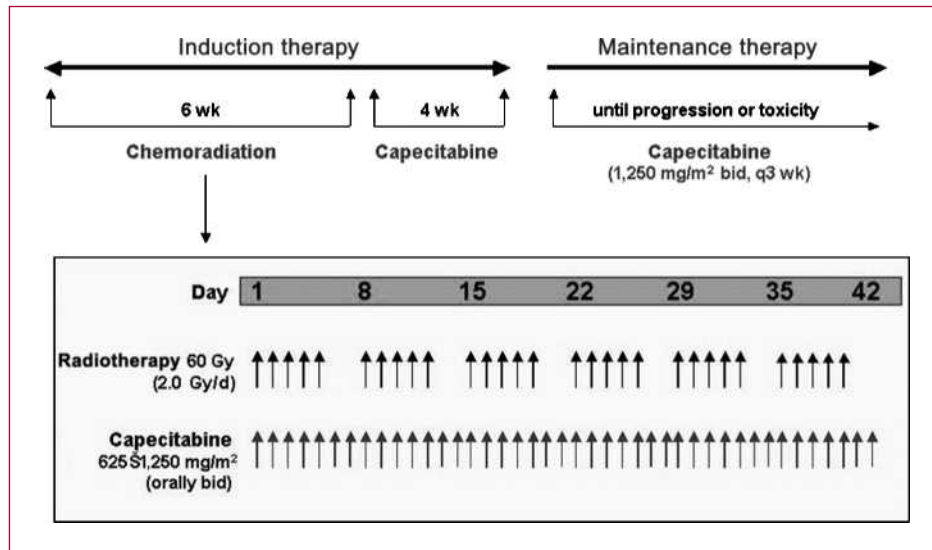 Induction therapy
Maintenance therapy
6 wk
4 wk
until progression or toxicity
Chemoradiation
Capecitabine
Capecitabine
(1,250 mg/m² bid, q3 wk)
Day 1 8 15 22 29 35 42
Radiotherapy 60 Gy
(2.0 Gy/d)
Capecitabine
625Š1,250 mg/m²
(orally bid)